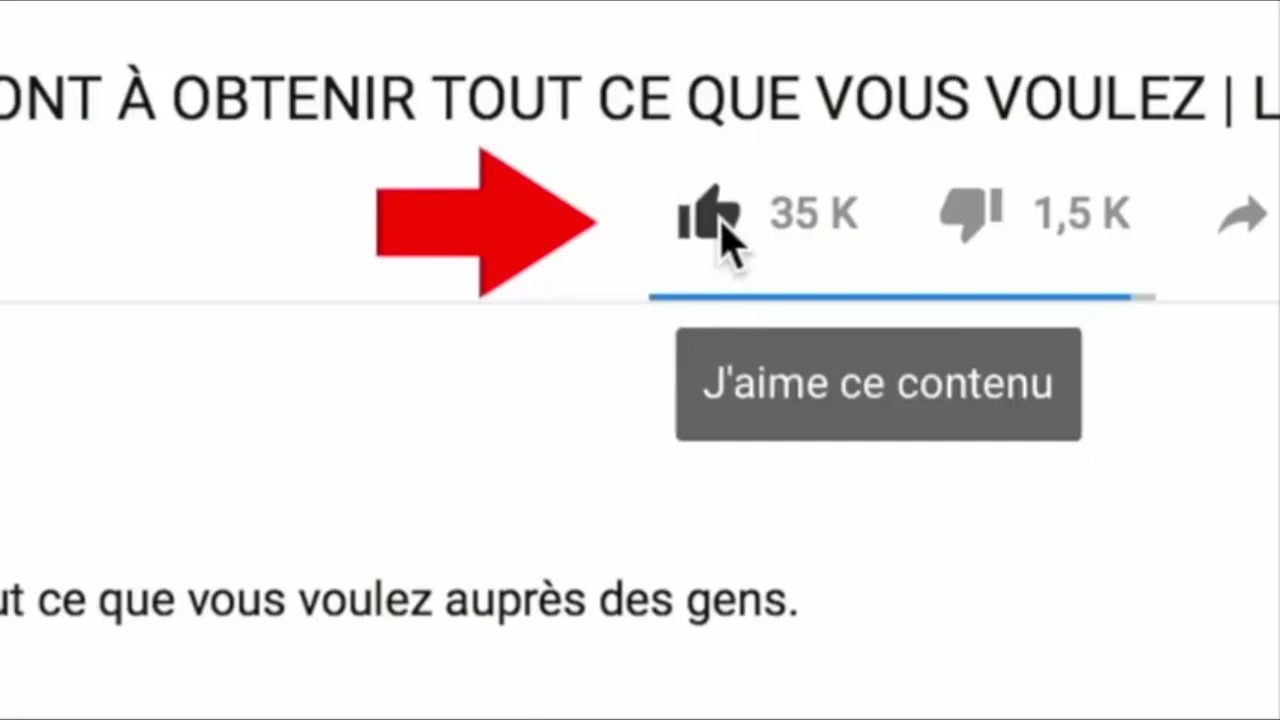 ONT À OBTENIR TOUT CE QUE VOUS VOULEZ | L
35 K 1,5 K
J'aime ce contenu
ut ce que vous voulez auprès des gens.